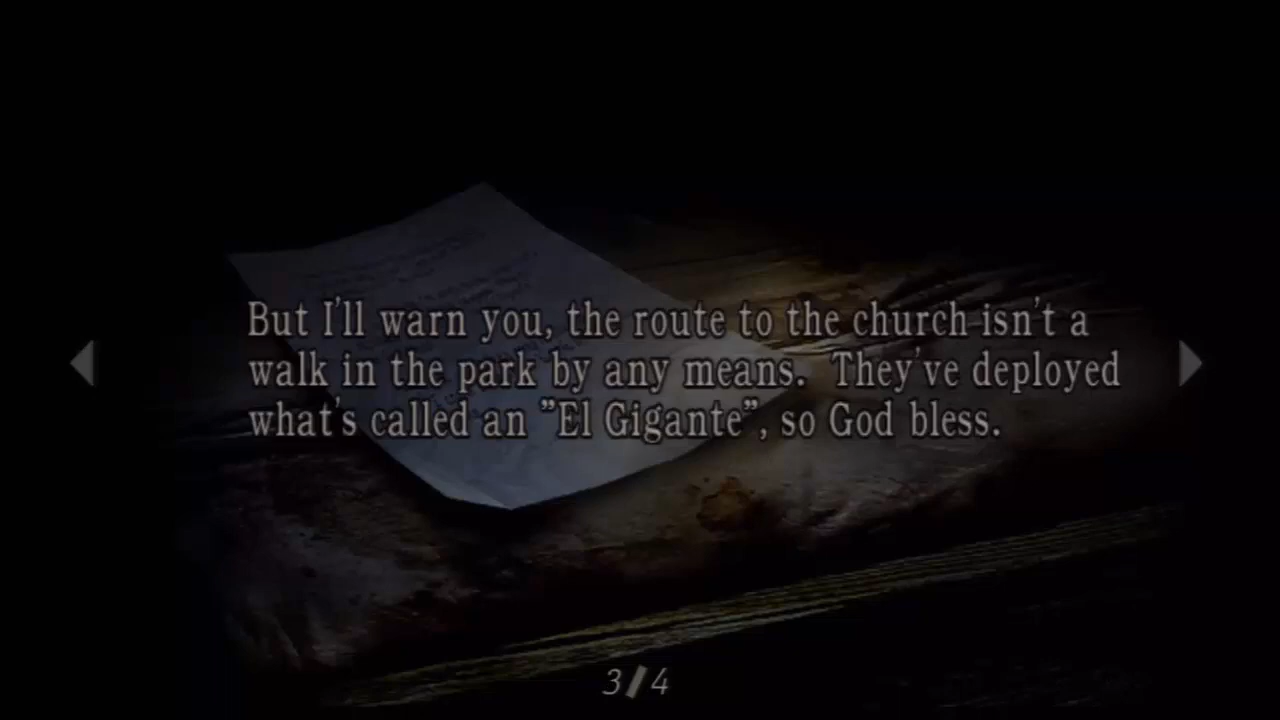 But I'll warn you, the route to the church isn't a
walk in the park by any means.  They've deployed
what's called an "El Gigante", so God bless.
3/4